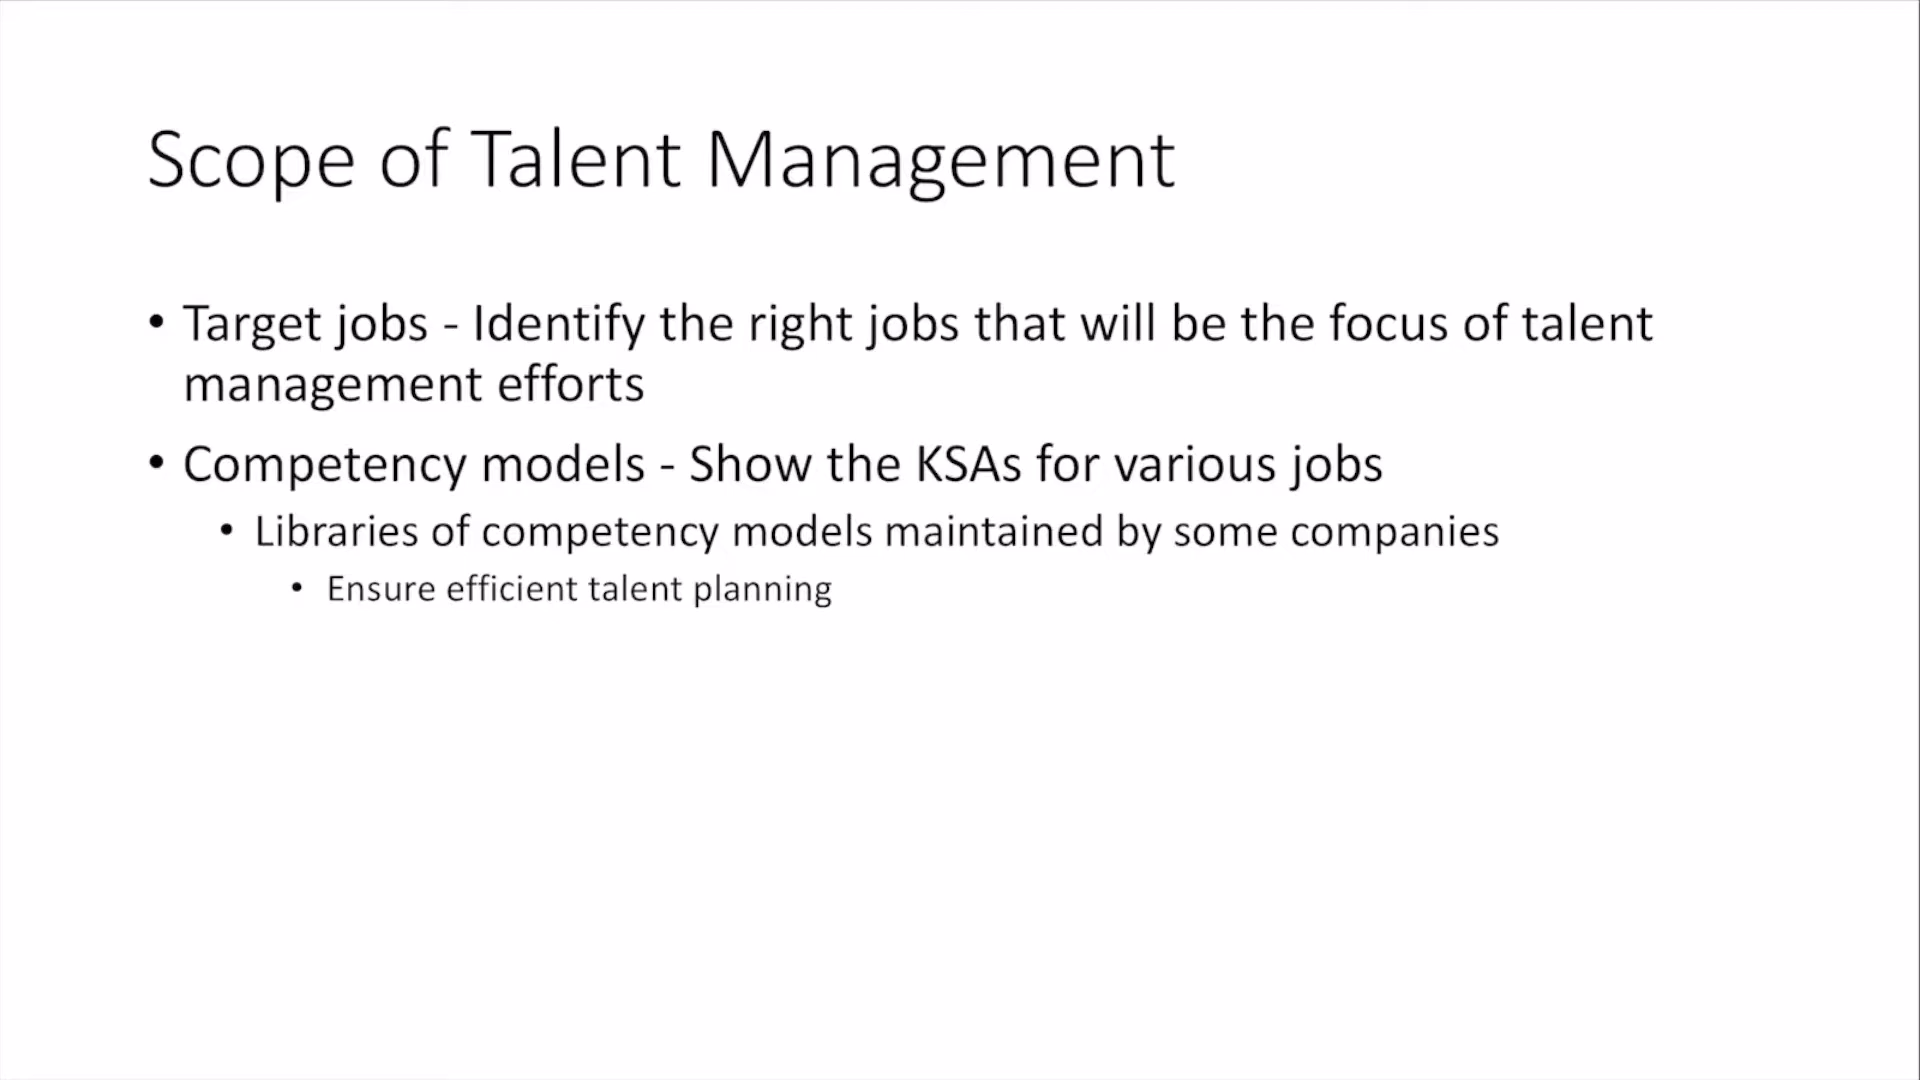 Scope of Talent Management
• Target jobs - Identify the right jobs that will be the focus of talent
management efforts
• Competency models - Show the KSAs for various jobs
• Libraries of competency models maintained by some companies
• Ensure efficient talent planning